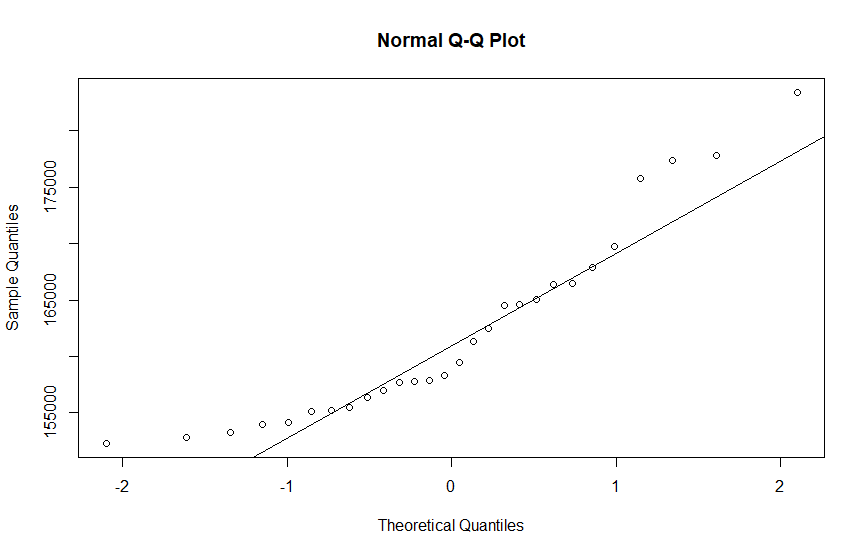 Normal Q-Q Plot
Sample Quantiles
175000
165000
155000
-2 -1 0 1 2
Theoretical Quantiles